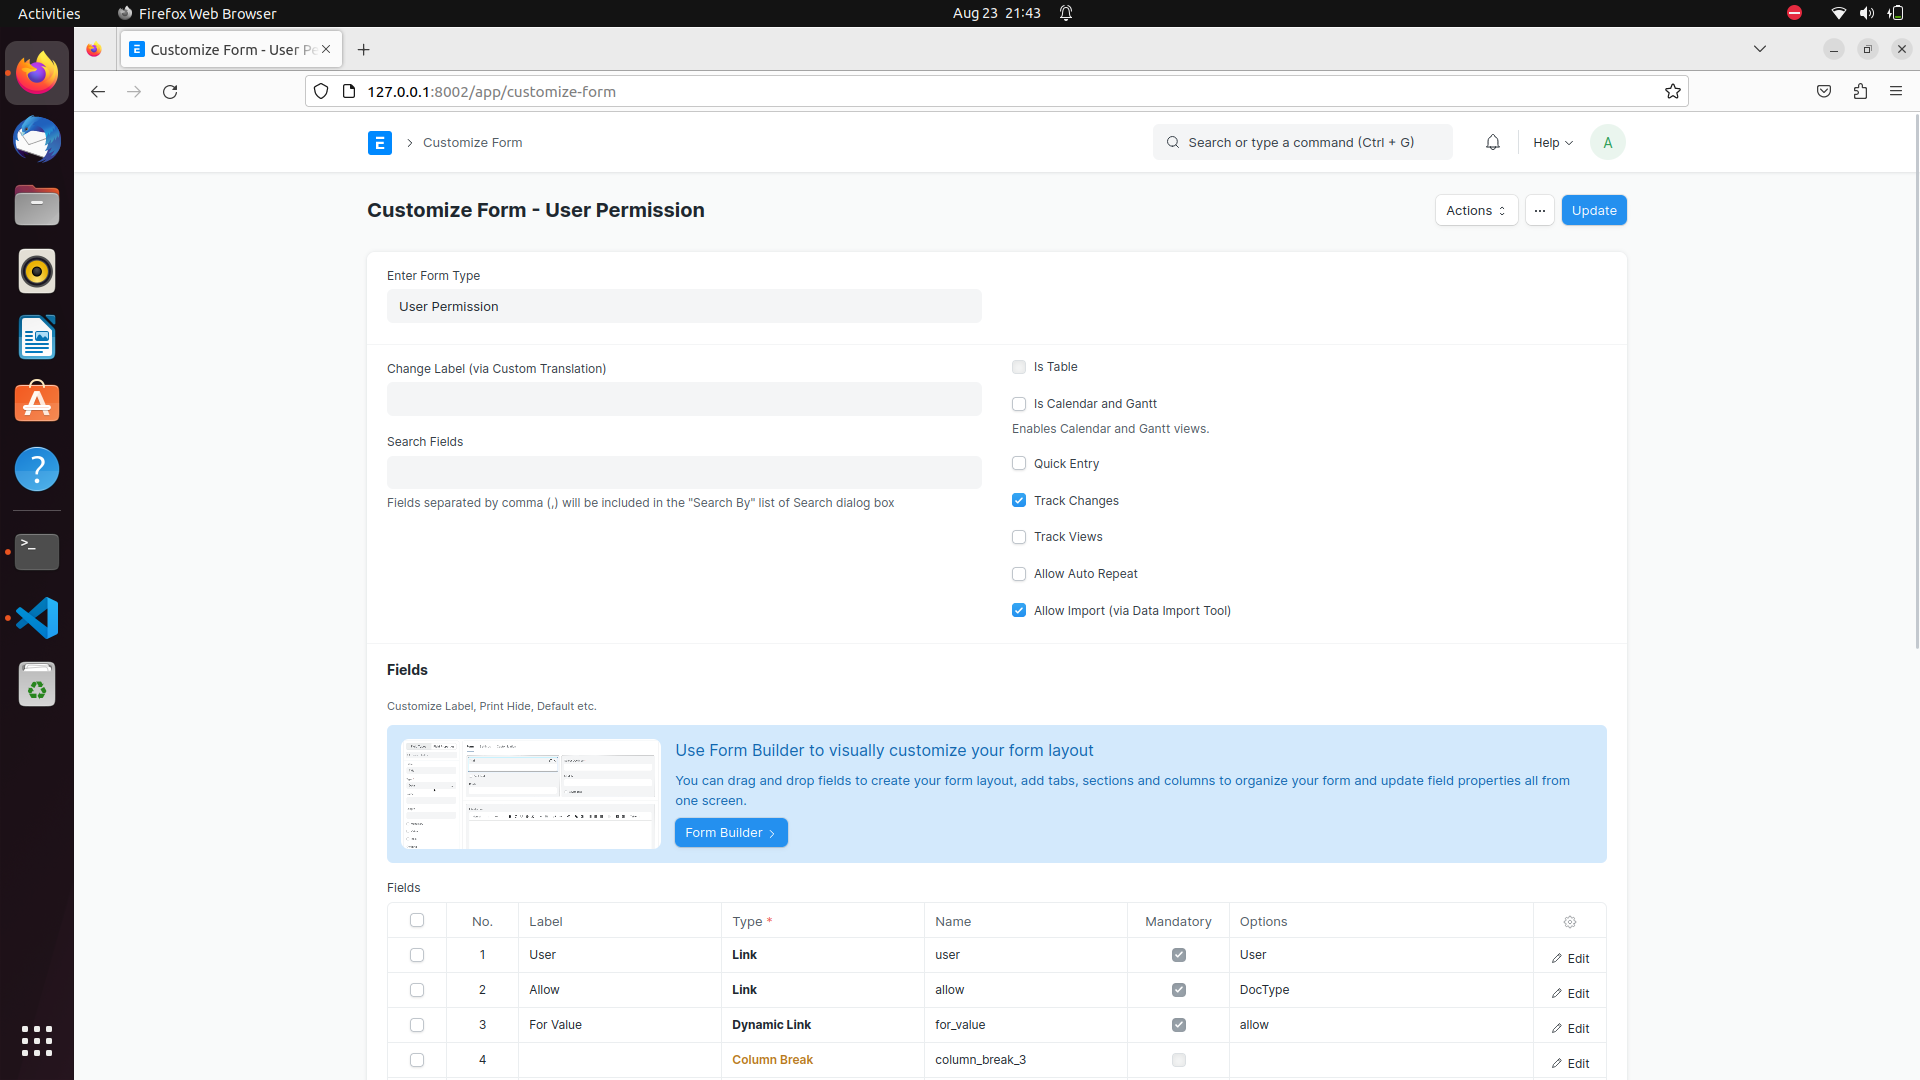 Activities
Firefox Web Browser
Aug 23 21:43
Customize Form - User Pe
127.0.0.1:8002/app/customize-form
Customize Form
Search or type a command (Ctrl + G)
Help
A
Customize Form - User Permission
Actions
Update
Enter Form Type
User Permission
Change Label (via Custom Translation)
Search Fields
Fields separated by comma (,) will be included in the "Search By" list of Search dialog box
Is Table
Is Calendar and Gantt
Enables Calendar and Gantt views.
Quick Entry
Track Changes
Track Views
Allow Auto Repeat
Allow Import (via Data Import Tool)
Fields
Customize Label, Print Hide, Default etc.
Use Form Builder to visually customize your form layout
You can drag and drop fields to create your form layout, add tabs, sections and columns to organize your form and update field properties all from
one screen.
Form Builder
Fields
No. Label Type * Name Mandatory Options
1 User Link user User Edit
2 Allow Link allow DocType Edit
3 For Value Dynamic Link for_value allow Edit
4 Column Break column_break_3 Edit